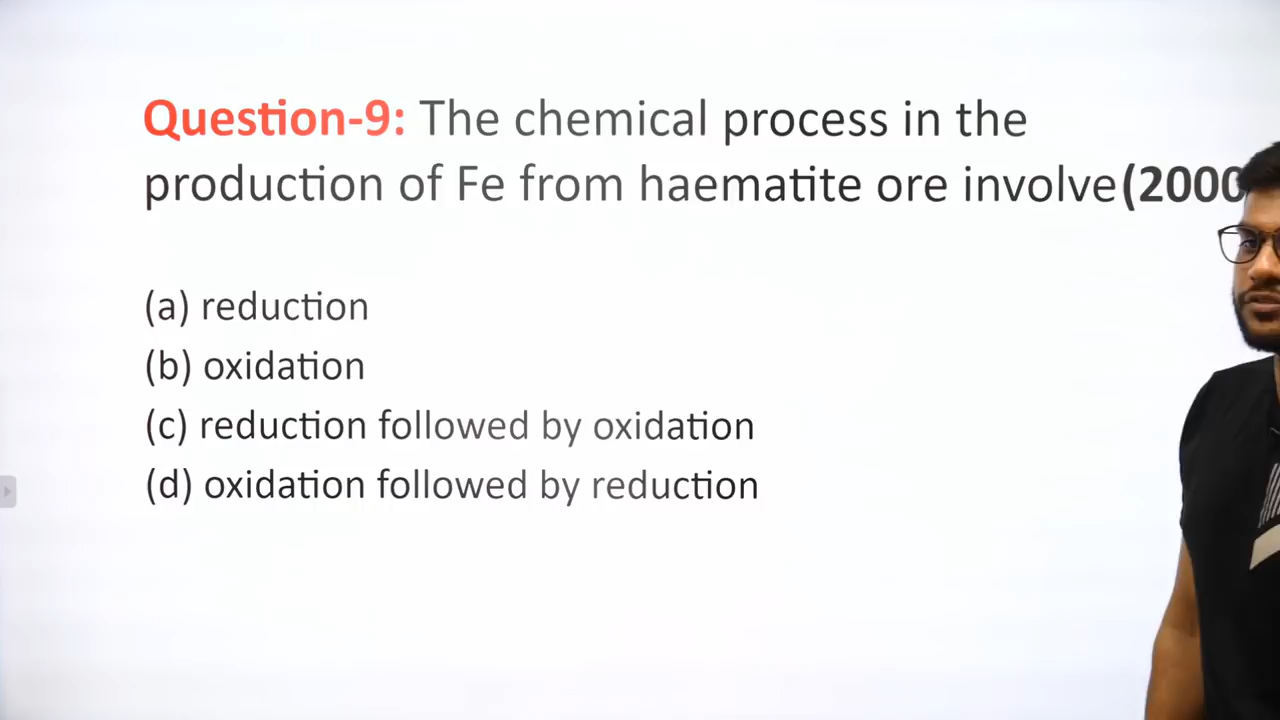 Question-9: The chemical process in the
production of Fe from haematite ore involve(2000
(a) reduction
(b) oxidation
(c) reduction followed by oxidation
(d) oxidation followed by reduction